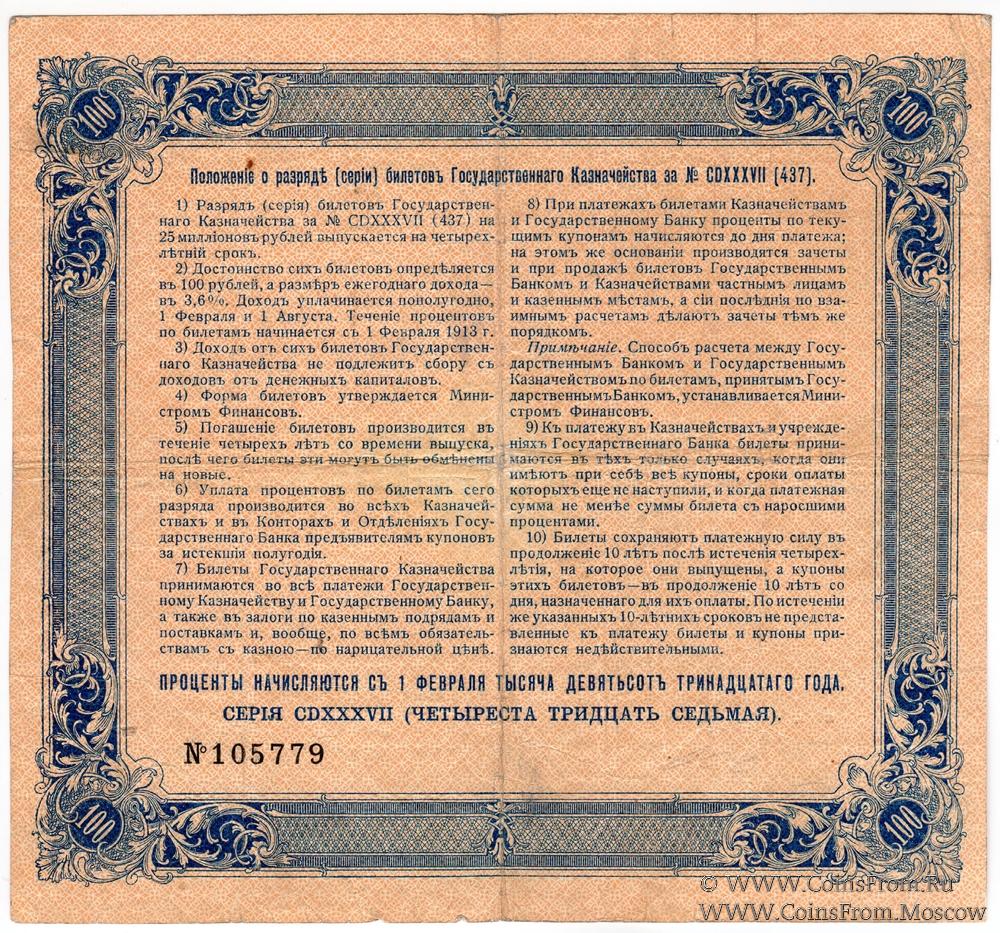 100
100
Положеніе о разрядѣ (серіи) билетовъ Государственнаго Казначейства за № CDXXXVII (437).
1) Разрядъ (серія) билетовъ Государствен-
наго Казначейства за № CDXXXVII (437) на
25 милліоновъ рублей выпускается на четырех-
лѣтній срокъ.
2) Достоинство сихъ билетовъ опредѣляется
въ 100 рублей, а размѣръ ежегоднаго дохода—
въ 3,6%. Доходъ уплачивается пополугодно,
1 Февраля и 1 Августа. Теченіе процентовъ
по билетамъ начинается съ 1 Февраля 1913 г.
3) Доходъ отъ сихъ билетовъ Государствен-
наго Казначейства не подлежитъ сбору съ
доходовъ отъ денежныхъ капиталовъ.
4) Форма билетовъ утверждается Мини-
стромъ Финансовъ.
5) Погашеніе билетовъ производится въ
теченіе четырехъ лѣтъ со времени выпуска,
послѣ чего билеты эти могутъ быть обмѣнены
на новые.
6) Уплата процентовъ по билетамъ сего
разряда производится во всѣхъ Казначей-
ствахъ и въ Конторахъ и Отдѣленіяхъ Госу-
дарственнаго Банка предъявителямъ купоновъ
за истекшія полугодія.
7) Билеты Государственнаго Казначейства
принимаются во всѣ платежи Государствен-
ному Казначейству и Государственному Банку,
а также въ залоги по казеннымъ подрядамъ и
поставкамъ и, вообще, по всѣмъ обязатель-
ствамъ съ казною—по нарицательной цѣнѣ.
8) При платежахъ билетами Казначействамъ
и Государственному Банку проценты по теку-
щимъ купонамъ начисляются до дня платежа;
на этомъ же основаніи производятся зачеты
и при продажѣ билетовъ Государственнымъ
Банкомъ и Казначействами частнымъ лицамъ
и казеннымъ мѣстамъ, а сіи послѣднія по вза-
имнымъ расчетамъ дѣлаютъ зачеты тѣмъ же
порядкомъ.
Примѣчаніе. Способъ расчета между Госу-
дарственнымъ Банкомъ и Государственнымъ
Казначействомъ по билетамъ, принятымъ Госу-
дарственнымъ Банкомъ, устанавливается Мини-
стромъ Финансовъ.
9) Къ платежу въ Казначействахъ и учрежде-
ніяхъ Государственнаго Банка билеты прини-
маются въ тѣхъ только случаяхъ, когда они
имѣютъ при себѣ всѣ купоны, сроки оплаты
которыхъ еще не наступили, и когда платежная
сумма не менѣе суммы билета съ наросшими
процентами.
10) Билеты сохраняютъ платежную силу въ
продолженіе 10 лѣтъ послѣ истеченія четырех-
лѣтія, на которое они выпущены, а купоны
этихъ билетовъ—въ продолженіе 10 лѣтъ со
дня, назначеннаго для ихъ оплаты. По истеченіи
же указанныхъ 10-лѣтнихъ сроковъ не предста-
вленные къ платежу билеты и купоны при-
знаются недѣйствительными.
ПРОЦЕНТЫ НАЧИСЛЯЮТСЯ СЪ 1 ФЕВРАЛЯ ТЫСЯЧА ДЕВЯТЬСОТЪ ТРИНАДЦАТАГО ГОДА.
СЕРІЯ CDXXXVII (ЧЕТЫРЕСТА ТРИДЦАТЬ СЕДЬМАЯ).
№ 105779
100
100
© WWW.COINSFROM.RU
WWW.COINSFROM.MOSCOW